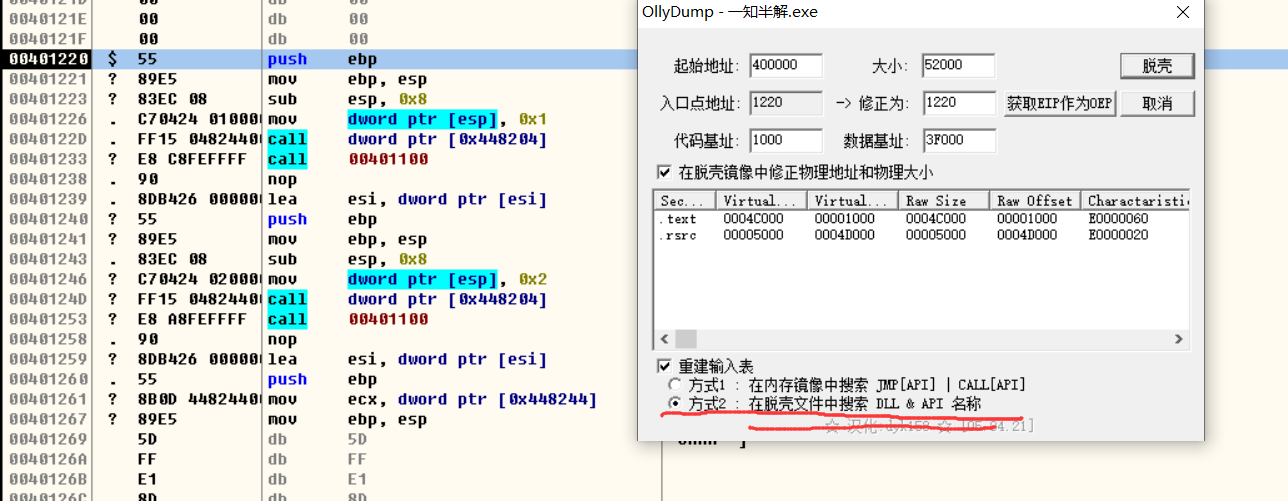 0040121D 00 db 00
0040121E 00 db 00
0040121F 00 db 00
00401220 $ 55 push ebp
00401221 ? 89E5 mov ebp, esp
00401223 ? 83EC 08 sub esp, 0x8
00401226 . C70424 010000 mov dword ptr [esp], 0x1
0040122D . FF15 04824400 call dword ptr [0x448204]
00401233 ? E8 C8FEFFFF call 00401100
00401238 . 90 nop
00401239 . 8DB426 000000 lea esi, dword ptr [esi]
00401240 ? 55 push ebp
00401241 ? 89E5 mov ebp, esp
00401243 . 83EC 08 sub esp, 0x8
00401246 ? C70424 020000 mov dword ptr [esp], 0x2
0040124D ? FF15 04824400 call dword ptr [0x448204]
00401253 ? E8 A8FEFFFF call 00401100
00401258 . 90 nop
00401259 ? 8DB426 000000 lea esi, dword ptr [esi]
00401260 . 55 push ebp
00401261 ? 8B0D 44824400 mov ecx, dword ptr [0x448244]
00401267 ? 89E5 mov ebp, esp
00401269 5D db 5D
0040126A FF db FF
0040126B E1 db E1
0040126C 8D db 8D
OllyDump - 一知半解.exe
起始地址: 400000 大小: 52000 脱壳
入口点地址: 1220 -> 修正为: 1220 获取EIP作为OEP 取消
代码基址: 1000 数据基址: 3F000
在脱壳镜像中修正物理地址和物理大小
Sec... Virtual... Virtual... Raw Size Raw Offset Characteristic
.text 0004C000 00001000 0004C000 00001000 E0000060
.rsrc 00005000 0004D000 00005000 0004D000 E0000020
重建输入表
方式1 : 在内存镜像中搜索 JMP[API] | CALL[API]
方式2 : 在脱壳文件中搜索 DLL & API 名称
☆ 汉化:dyk158 ☆